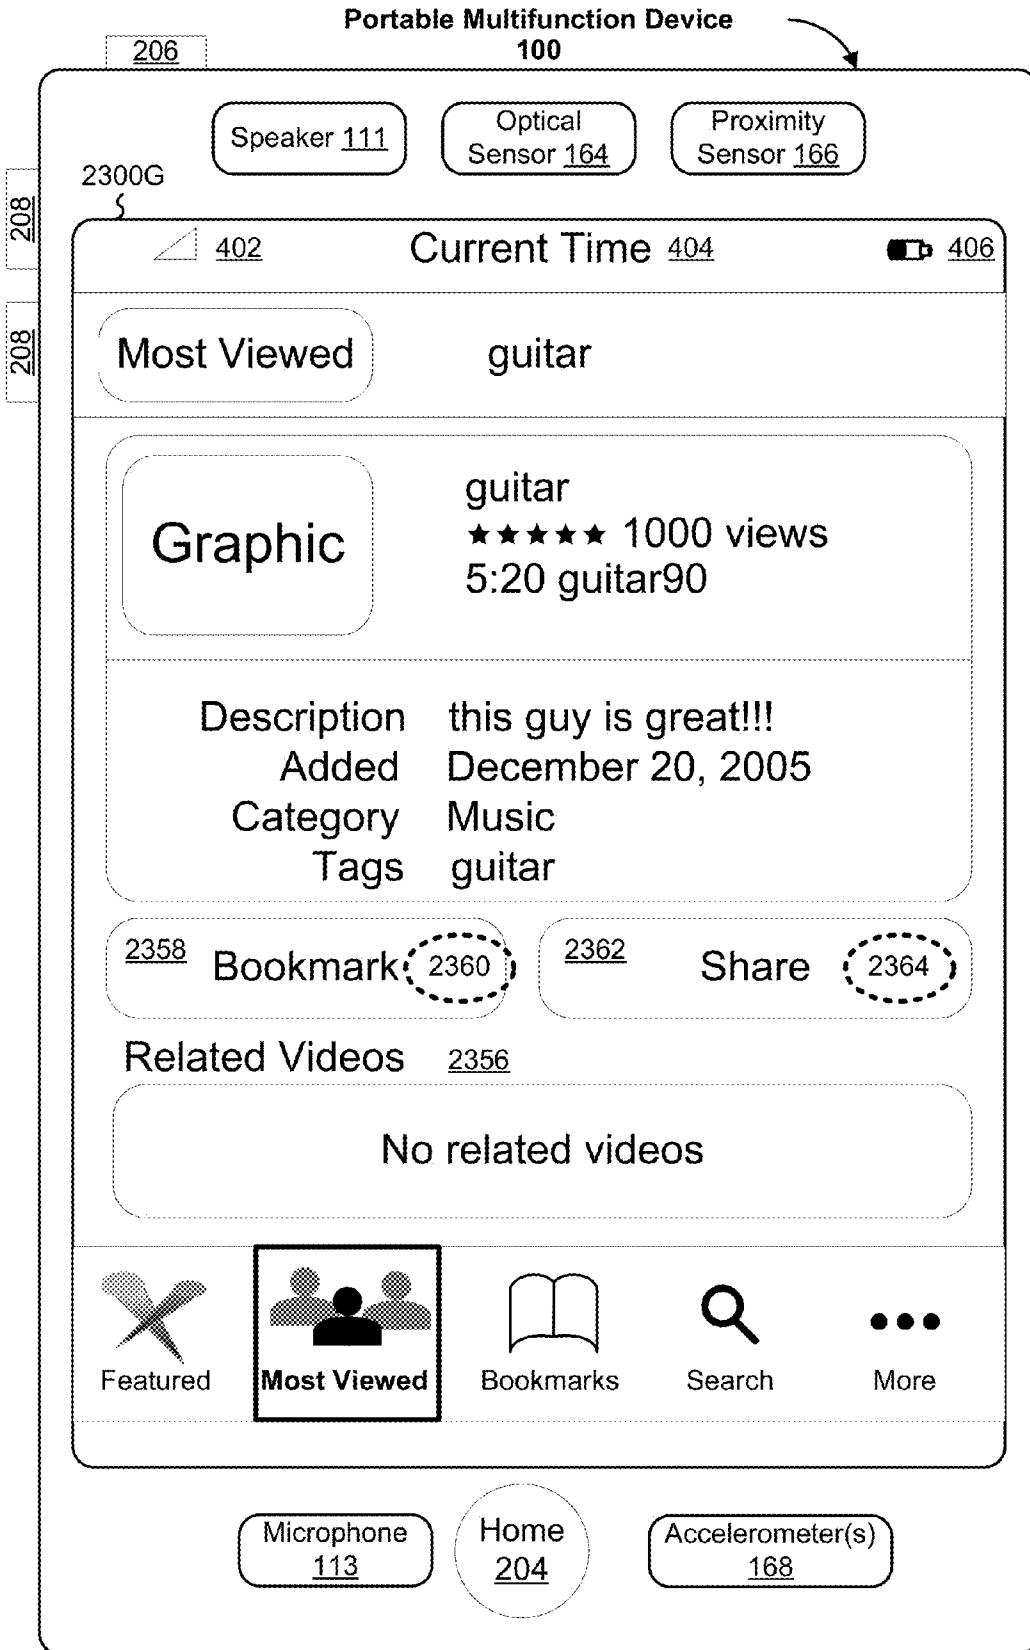 Portable Multifunction Device
100
206
Speaker 111
Optical
Sensor 164
Proximity
Sensor 166
2300G
208
208
402 Current Time 404 406
Most Viewed guitar
Graphic
guitar
★★★★★ 1000 views
5:20 guitar90
Description this guy is great!!!
Added December 20, 2005
Category Music
Tags guitar
2358 Bookmark 2360 2362 Share 2364
Related Videos 2356
No related videos
Featured Most Viewed Bookmarks Search More
Microphone
113
Home
204
Accelerometer(s)
168